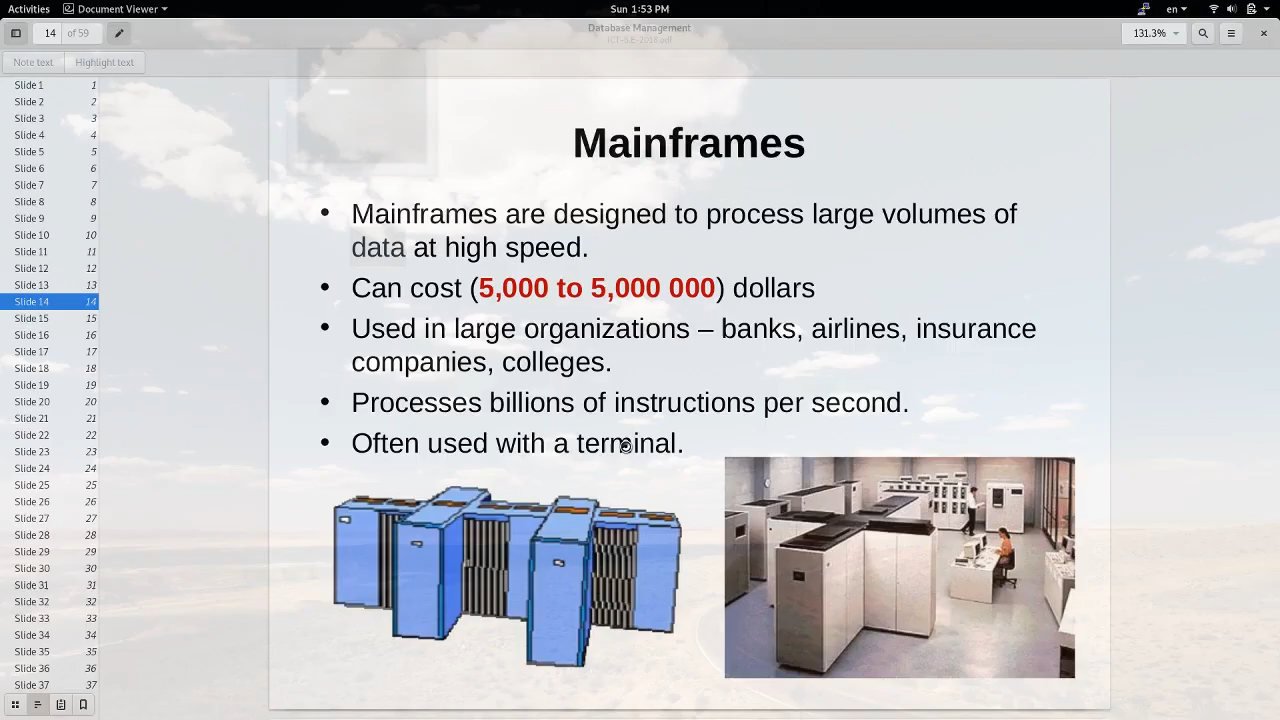 Activities Document Viewer Sun 1:53 PM en
14 of 59 Database Management 131.3%
ICT-ILE-2018.pdf
Note text Highlight text
Slide 1 1
Slide 2 2
Slide 3 3
Slide 4 4
Slide 5 5
Slide 6 6
Slide 7 7
Slide 8 8
Slide 9 9
Slide 10 10
Slide 11 11
Slide 12 12
Slide 13 13
Slide 14 14
Slide 15 15
Slide 16 16
Slide 17 17
Slide 18 18
Slide 19 19
Slide 20 20
Slide 21 21
Slide 22 22
Slide 23 23
Slide 24 24
Slide 25 25
Slide 26 26
Slide 27 27
Slide 28 28
Slide 29 29
Slide 30 30
Slide 31 31
Slide 32 32
Slide 33 33
Slide 34 34
Slide 35 35
Slide 36 36
Slide 37 37
Mainframes
• Mainframes are designed to process large volumes of
data at high speed.
• Can cost (5,000 to 5,000 000) dollars
• Used in large organizations – banks, airlines, insurance
companies, colleges.
• Processes billions of instructions per second.
• Often used with a terminal.